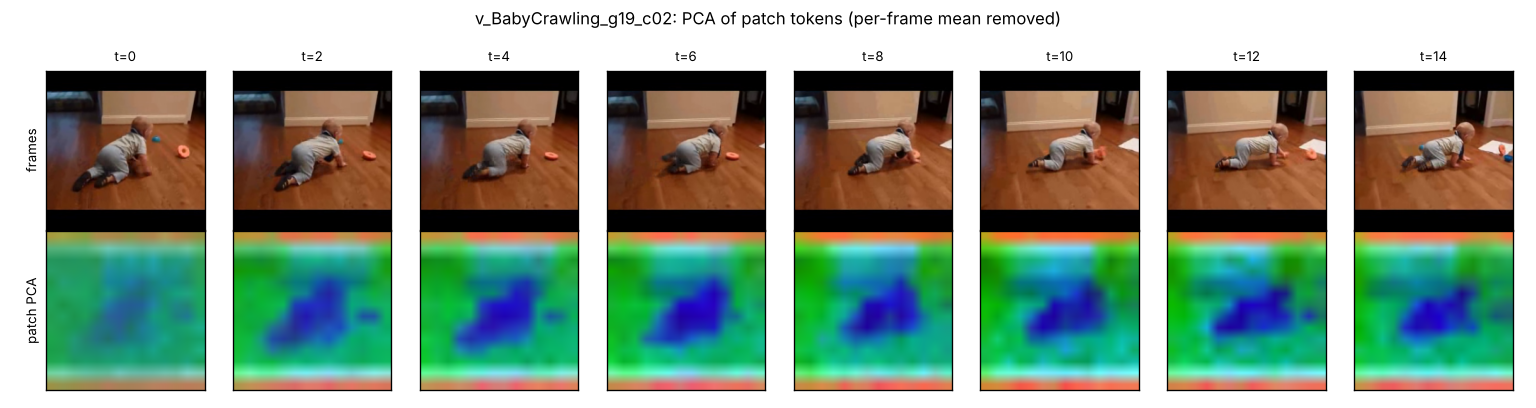 v_BabyCrawling_g19_c02: PCA of patch tokens (per-frame mean removed)
t=0 t=2 t=4 t=6 t=8 t=10 t=12 t=14
frames
patch PCA